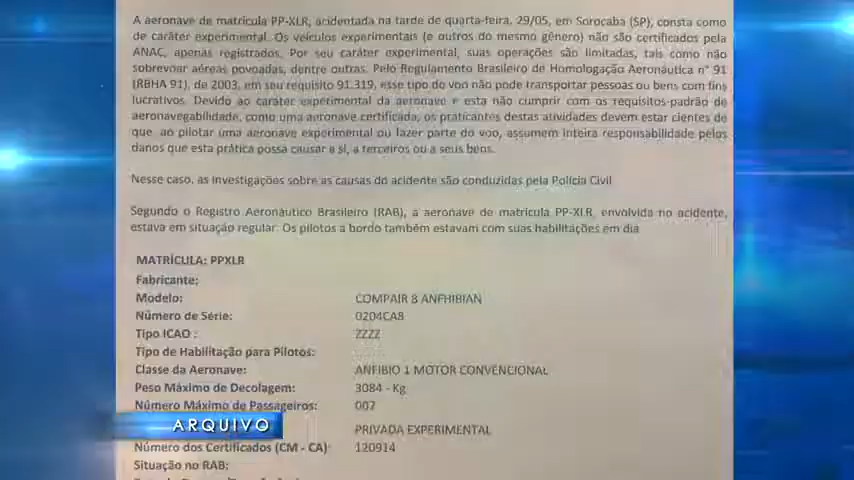 A aeronave de matrícula PP-XLR, acidentada na tarde de quarta-feira, 29/05, em Sorocaba (SP), consta como
de caráter experimental. Os veículos experimentais (e outros do mesmo gênero) não são certificados pela
ANAC, apenas registrados. Por seu caráter experimental, suas operações são limitadas, tais como não
sobrevoar aéreas povoadas, dentre outras. Pelo Regulamento Brasileiro de Homologação Aeronáutica n° 91
(RBHA 91), de 2003, em seu requisito 91.319, esse tipo do voo não pode transportar pessoas ou bens com fins
lucrativos. Devido ao caráter experimental da aeronave e esta não cumprir com os requisitos-padrão de
aeronavegabilidade, como uma aeronave certificada, os praticantes destas atividades devem estar cientes de
que, ao pilotar uma aeronave experimental ou fazer parte do voo, assumem inteira responsabilidade pelos
danos que esta prática possa causar a si, a terceiros ou a seus bens.
Nesse caso, as investigações sobre as causas do acidente são conduzidas pela Polícia Civil
Segundo o Registro Aeronáutico Brasileiro (RAB), a aeronave de matrícula PP-XLR, envolvida no acidente,
estava em situação regular. Os pilotos a bordo também estavam com suas habilitações em dia
MATRÍCULA: PPXLR
Fabricante:
Modelo: COMPAIR 8 ANFHIBIAN
Número de Série: 0204CA8
Tipo ICAO : ZZZZ
Tipo de Habilitação para Pilotos:
Classe da Aeronave: ANFIBIO 1 MOTOR CONVENCIONAL
Peso Máximo de Decolagem: 3084 - Kg
Número Máximo de Passageiros: 007
ARQUIVO
PRIVADA EXPERIMENTAL
Número dos Certificados (CM - CA): 120914
Situação no RAB: